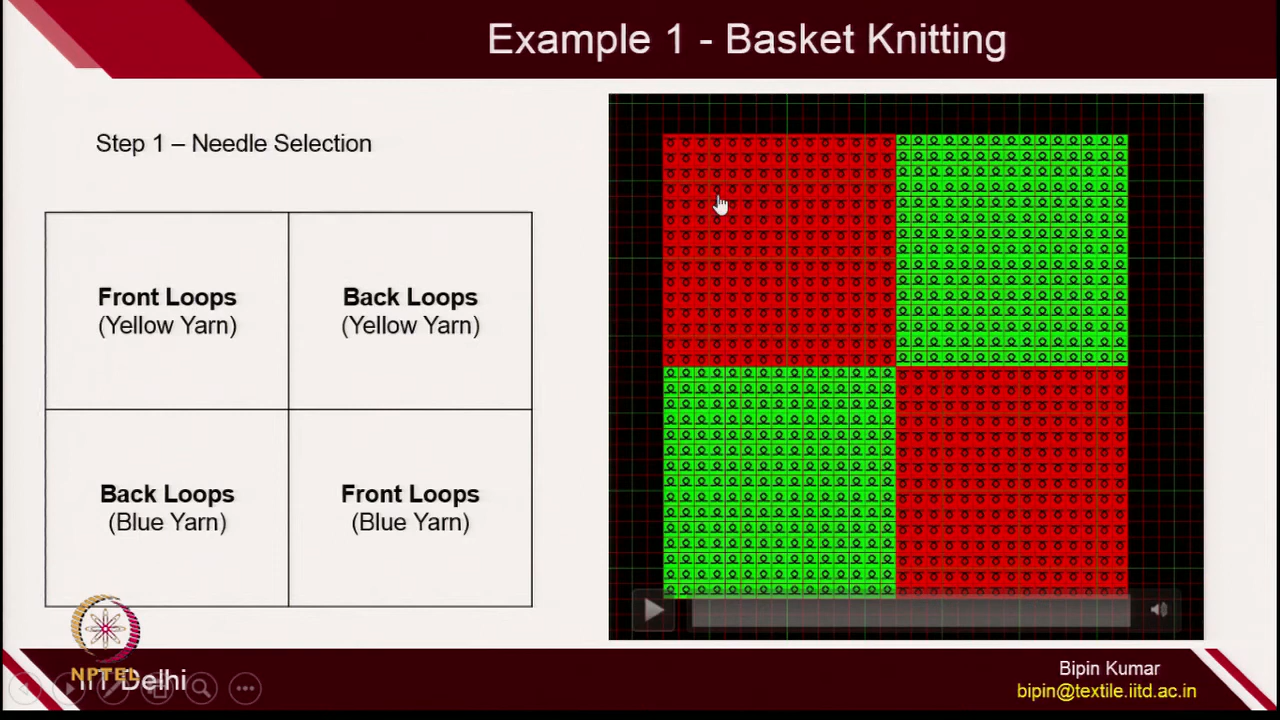 Example 1 - Basket Knitting
Step 1 – Needle Selection
Front Loops
(Yellow Yarn)
Back Loops
(Yellow Yarn)
Back Loops
(Blue Yarn)
Front Loops
(Blue Yarn)
NPTEL
IIT Delhi
Bipin Kumar
bipin@textile.iitd.ac.in